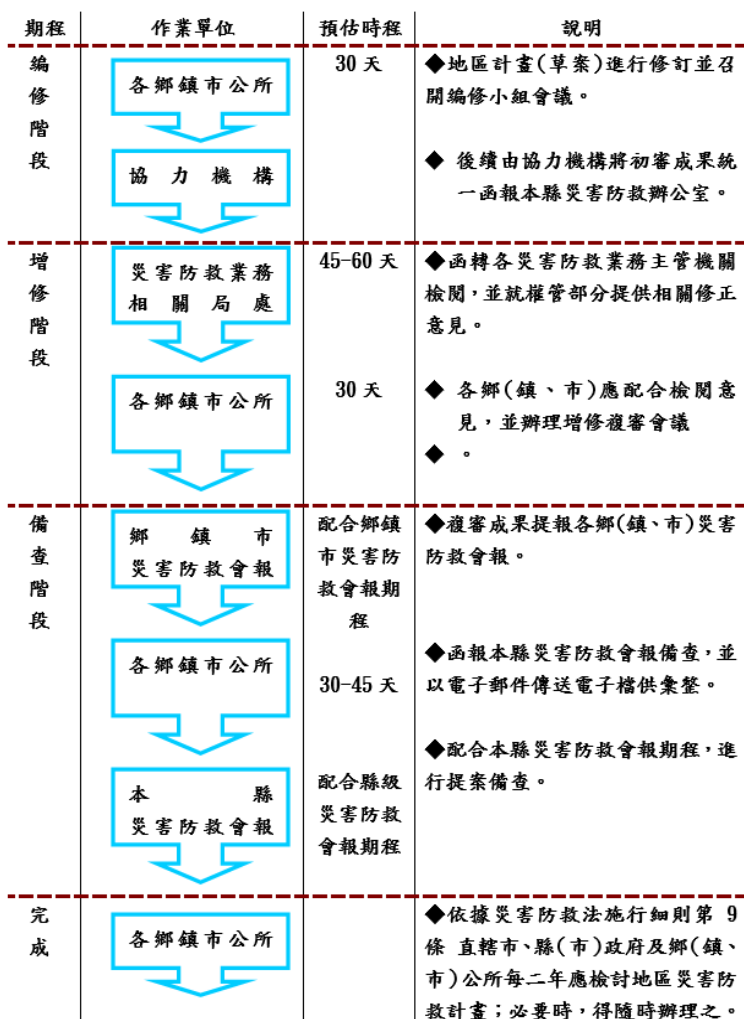 期程 作業單位 預估時程 說明
編修階段
各鄉鎮市公所
30 天
◆地區計畫(草案)進行修訂並召
開編修小組會議。
協力機構
◆ 後續由協力機構將初審成果統
一函報本縣災害防救辦公室。
增修階段
災害防救業務
相關局處
45-60 天
◆函轉各災害防救業務主管機關
檢閱,並就權管部分提供相關修正
意見。
各鄉鎮市公所
30 天
◆ 各鄉(鎮、市)應配合檢閱意
見,並辦理增修複審會議
◆ 。
備查階段
鄉鎮市
災害防救會報
配合鄉鎮
市災害防
救會報期
程
◆複審成果提報各鄉(鎮、市)災害
防救會報。
各鄉鎮市公所
30-45 天
◆函報本縣災害防救會報備查,並
以電子郵件傳送電子檔供彙整。
本縣
災害防救會報
配合縣級
災害防救
會報期程
◆配合本縣災害防救會報期程,進
行提案備查。
完成
各鄉鎮市公所
◆依據災害防救法施行細則第 9
條 直轄市、縣(市)政府及鄉(鎮、
市)公所每二年應檢討地區災害防
救計畫;必要時,得隨時辦理之。